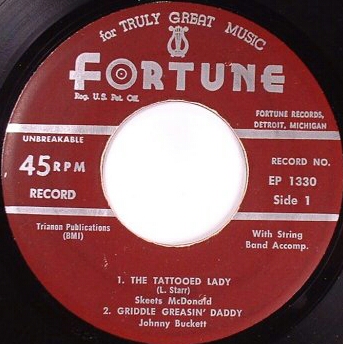 for TRULY GREAT MUSIC
FORTUNE
Reg. U.S. Pat. Off.
FORTUNE RECORDS,
DETROIT, MICHIGAN
UNBREAKABLE
45 RPM
RECORD
RECORD NO.
EP 1330
Side 1
Trianon Publications
(BMI)
With String
Band Accomp.
1. THE TATTOOED LADY
(L. Starr)
Skeets McDonald
2. GRIDDLE GREASIN' DADDY
Johnny Buckett